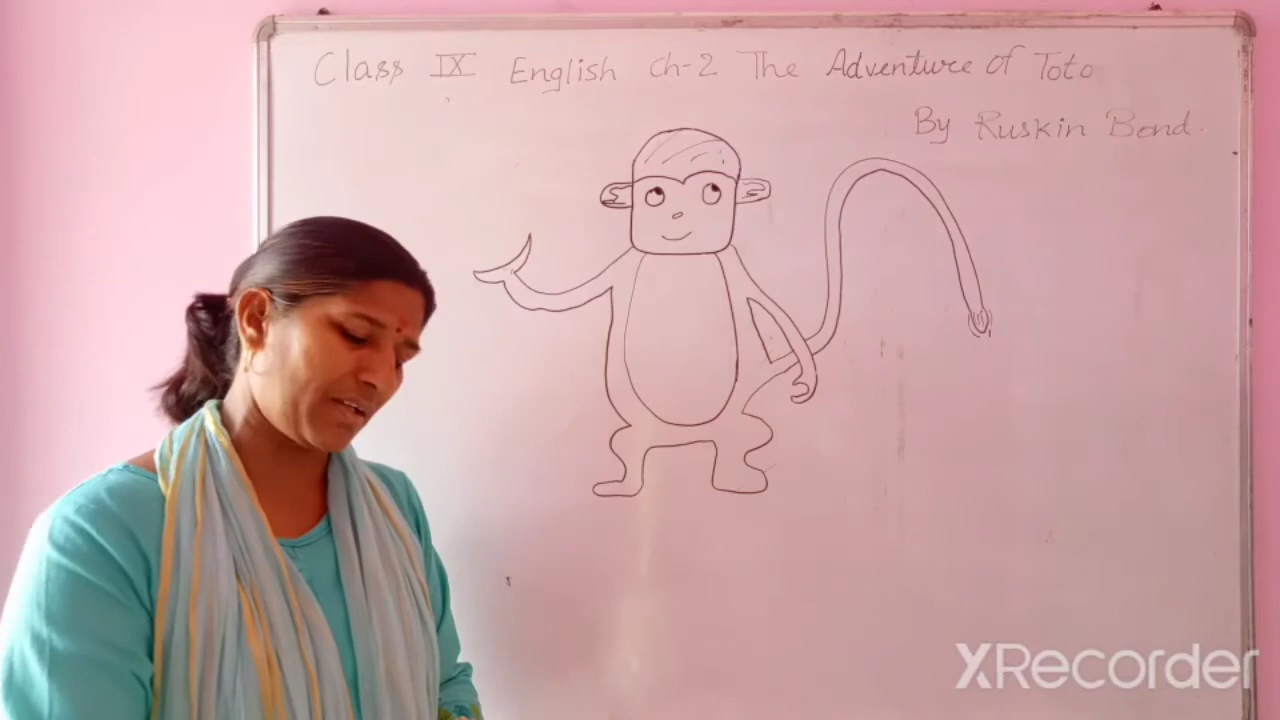 Class IX English Ch-2 The Adventure of Toto
By Ruskin Bond.
XRecorder